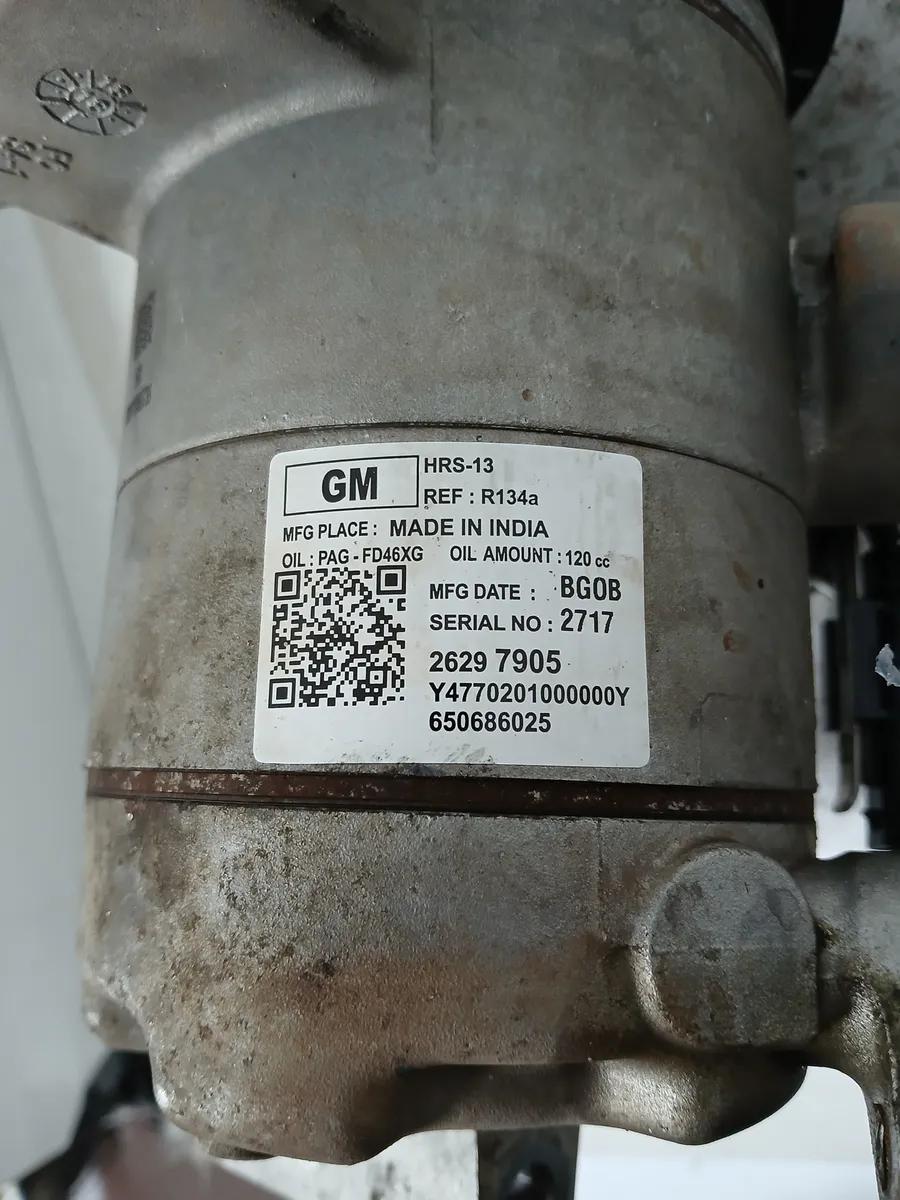 GM
HRS-13
REF : R134a
MFG PLACE : MADE IN INDIA
OIL : PAG - FD46XG OIL AMOUNT : 120 cc
MFG DATE : BG0B
SERIAL NO : 2717
2629 7905
Y4770201000000Y
650686025